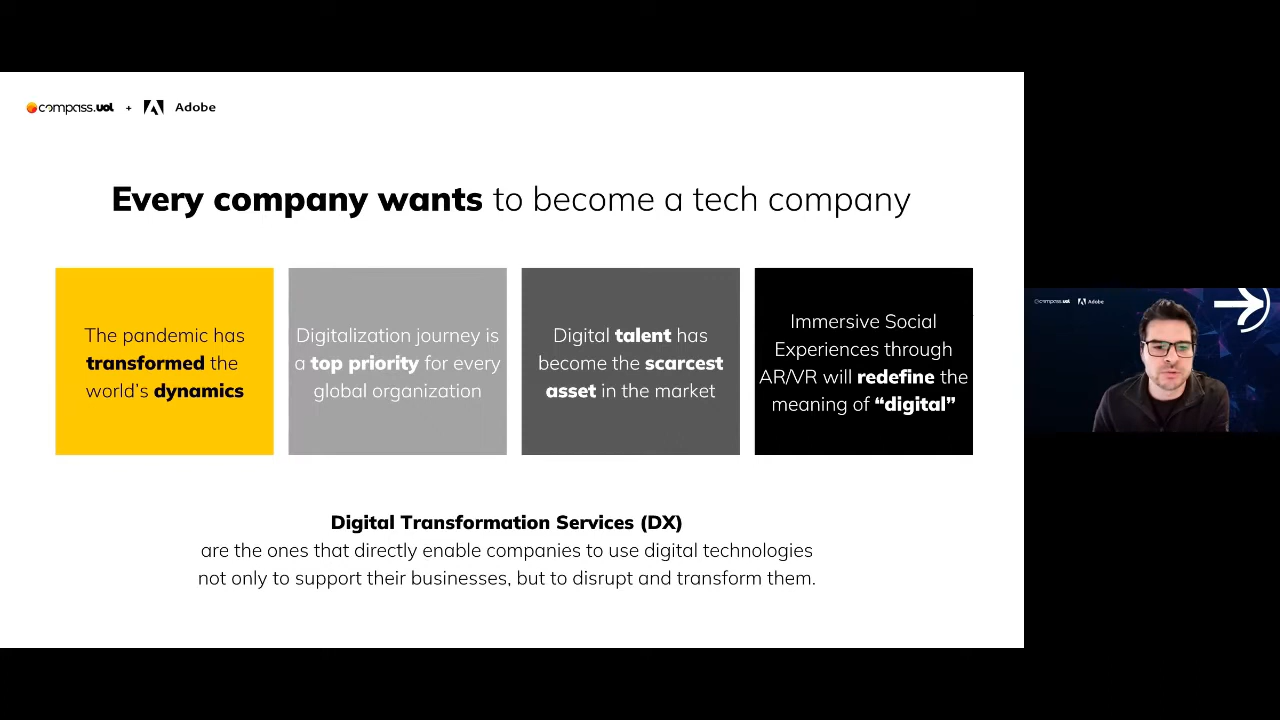 compass.uol + Adobe
Every company wants to become a tech company
The pandemic has
transformed the
world's dynamics
Digitalization journey is
a top priority for every
global organization
Digital talent has
become the scarcest
asset in the market
Immersive Social
Experiences through
AR/VR will redefine the
meaning of “digital”
Digital Transformation Services (DX)
are the ones that directly enable companies to use digital technologies
not only to support their businesses, but to disrupt and transform them.
compass.uol Adobe